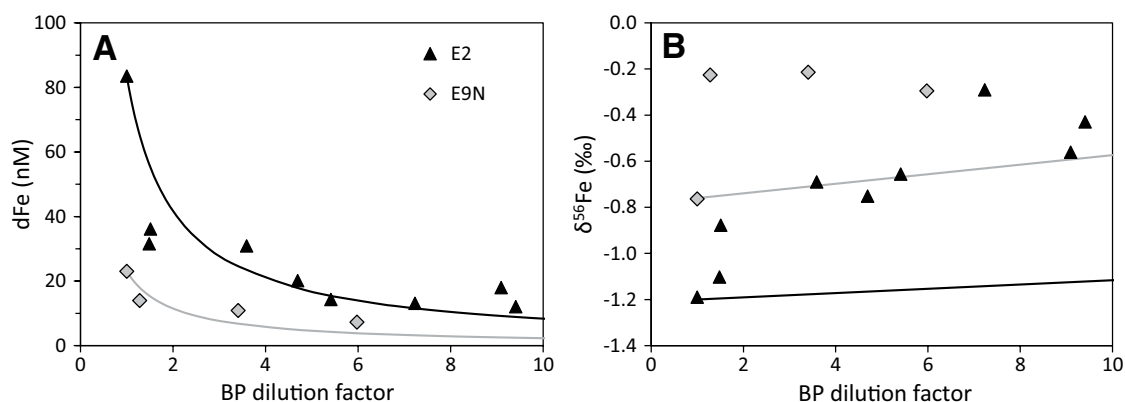 A
E2
E9N
100
80
60
40
20
0
dFe (nM)
0 2 4 6 8 10
BP dilution factor
B
0.0
-0.2
-0.4
-0.6
-0.8
-1.0
-1.2
-1.4
δ⁵⁶Fe (‰)
0 2 4 6 8 10
BP dilution factor